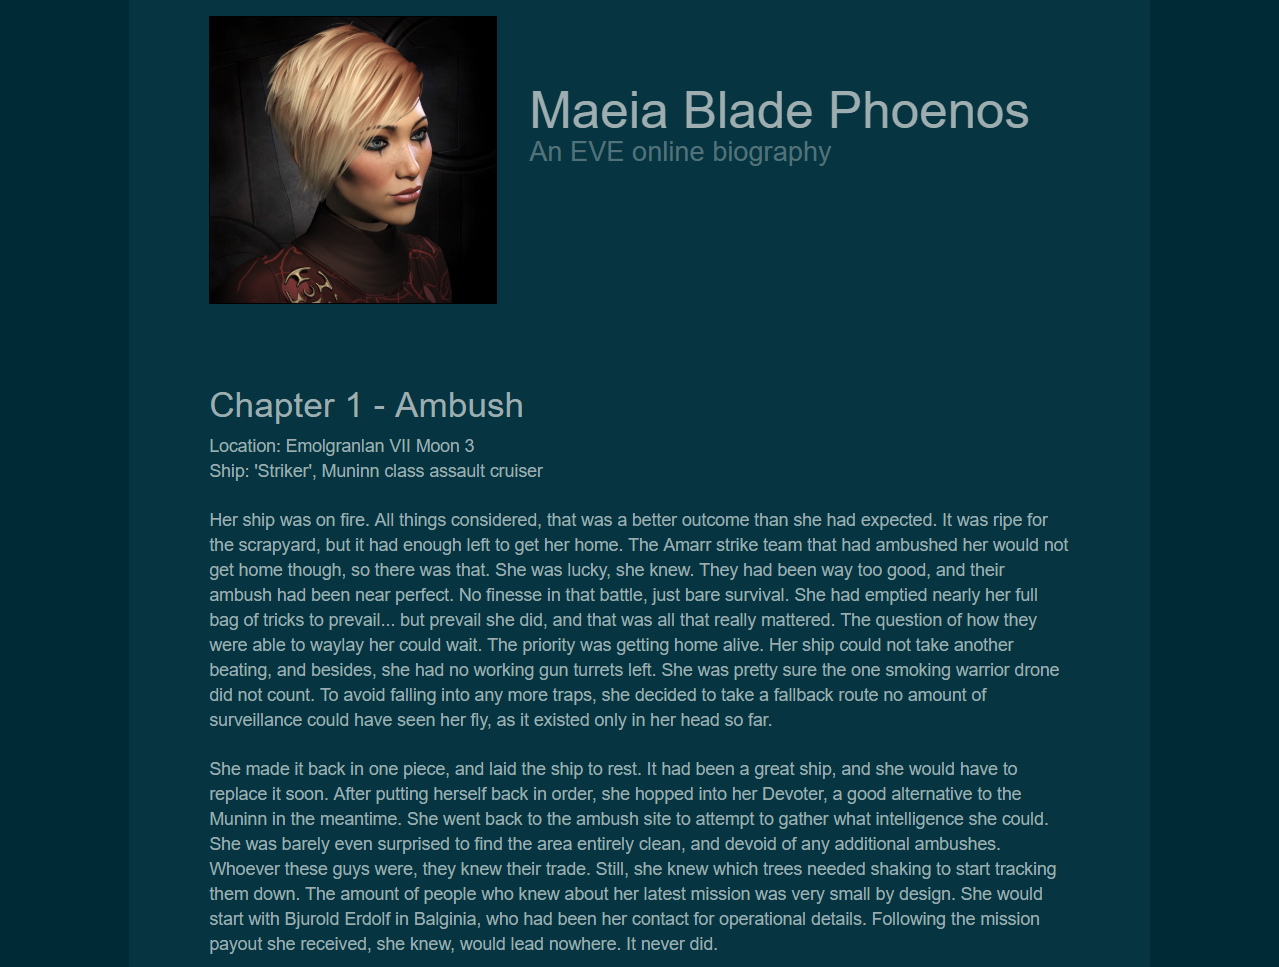 Maeia Blade Phoenos
An EVE online biography
Chapter 1 - Ambush
Location: Emolgranlan VII Moon 3
Ship: 'Striker', Muninn class assault cruiser
Her ship was on fire. All things considered, that was a better outcome than she had expected. It was ripe for
the scrapyard, but it had enough left to get her home. The Amarr strike team that had ambushed her would not
get home though, so there was that. She was lucky, she knew. They had been way too good, and their
ambush had been near perfect. No finesse in that battle, just bare survival. She had emptied nearly her full
bag of tricks to prevail... but prevail she did, and that was all that really mattered. The question of how they
were able to waylay her could wait. The priority was getting home alive. Her ship could not take another
beating, and besides, she had no working gun turrets left. She was pretty sure the one smoking warrior drone
did not count. To avoid falling into any more traps, she decided to take a fallback route no amount of
surveillance could have seen her fly, as it existed only in her head so far.
She made it back in one piece, and laid the ship to rest. It had been a great ship, and she would have to
replace it soon. After putting herself back in order, she hopped into her Devoter, a good alternative to the
Muninn in the meantime. She went back to the ambush site to attempt to gather what intelligence she could.
She was barely even surprised to find the area entirely clean, and devoid of any additional ambushes.
Whoever these guys were, they knew their trade. Still, she knew which trees needed shaking to start tracking
them down. The amount of people who knew about her latest mission was very small by design. She would
start with Bjurold Erdolf in Balginia, who had been her contact for operational details. Following the mission
payout she received, she knew, would lead nowhere. It never did.